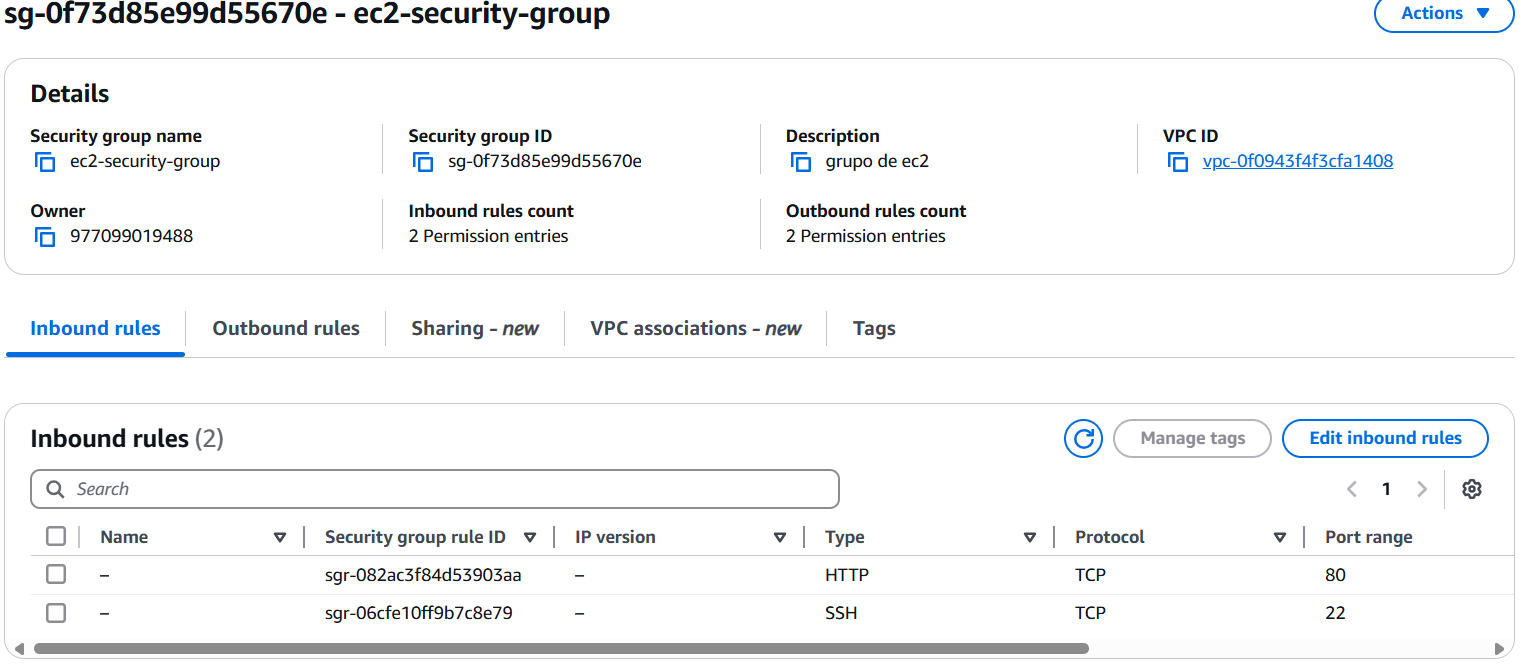 sg-0f73d85e99d55670e - ec2-security-group
Actions
Details
Security group name
ec2-security-group
Security group ID
sg-0f73d85e99d55670e
Description
grupo de ec2
VPC ID
vpc-0f0943f4f3cfa1408
Owner
977099019488
Inbound rules count
2 Permission entries
Outbound rules count
2 Permission entries
Inbound rules
Outbound rules
Sharing - new
VPC associations - new
Tags
Inbound rules (2)
Manage tags
Edit inbound rules
Search
1
Name Security group rule ID IP version Type Protocol Port range
– sgr-082ac3f84d53903aa – HTTP TCP 80
– sgr-06cfe10ff9b7c8e79 – SSH TCP 22